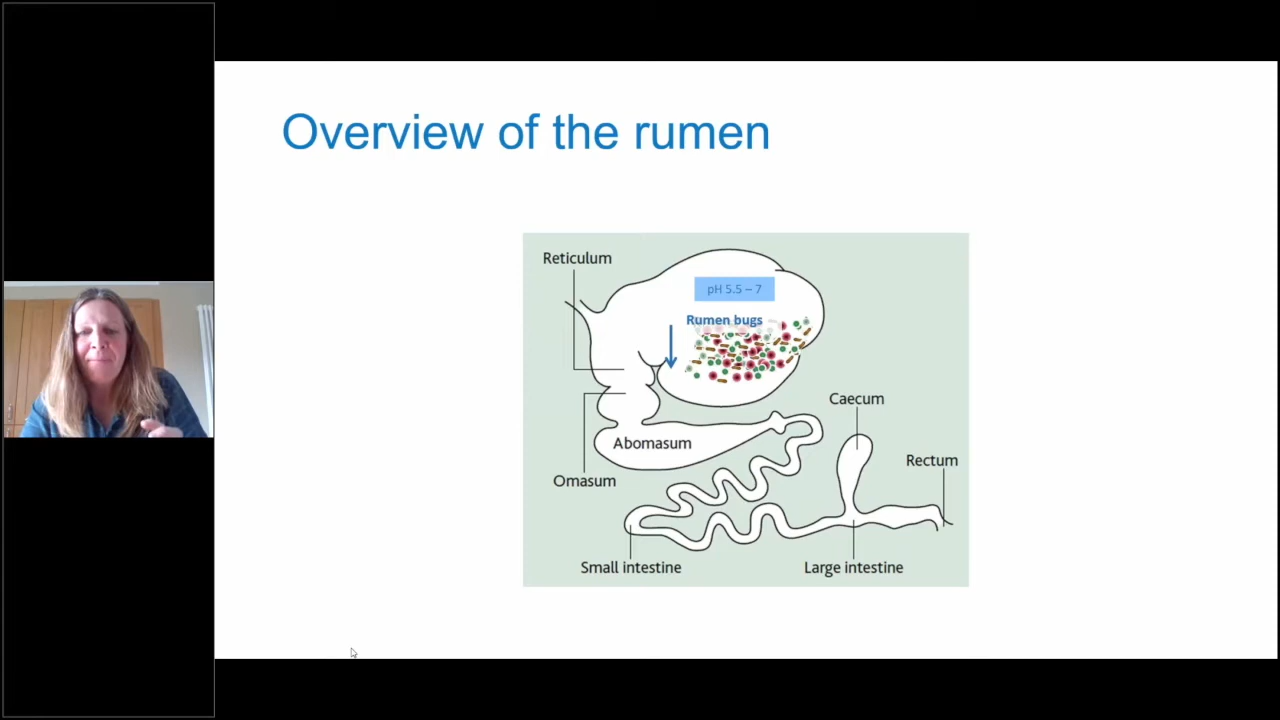 Overview of the rumen
Reticulum
pH 5.5 – 7
Rumen bugs
Caecum
Abomasum
Rectum
Omasum
Small intestine
Large intestine